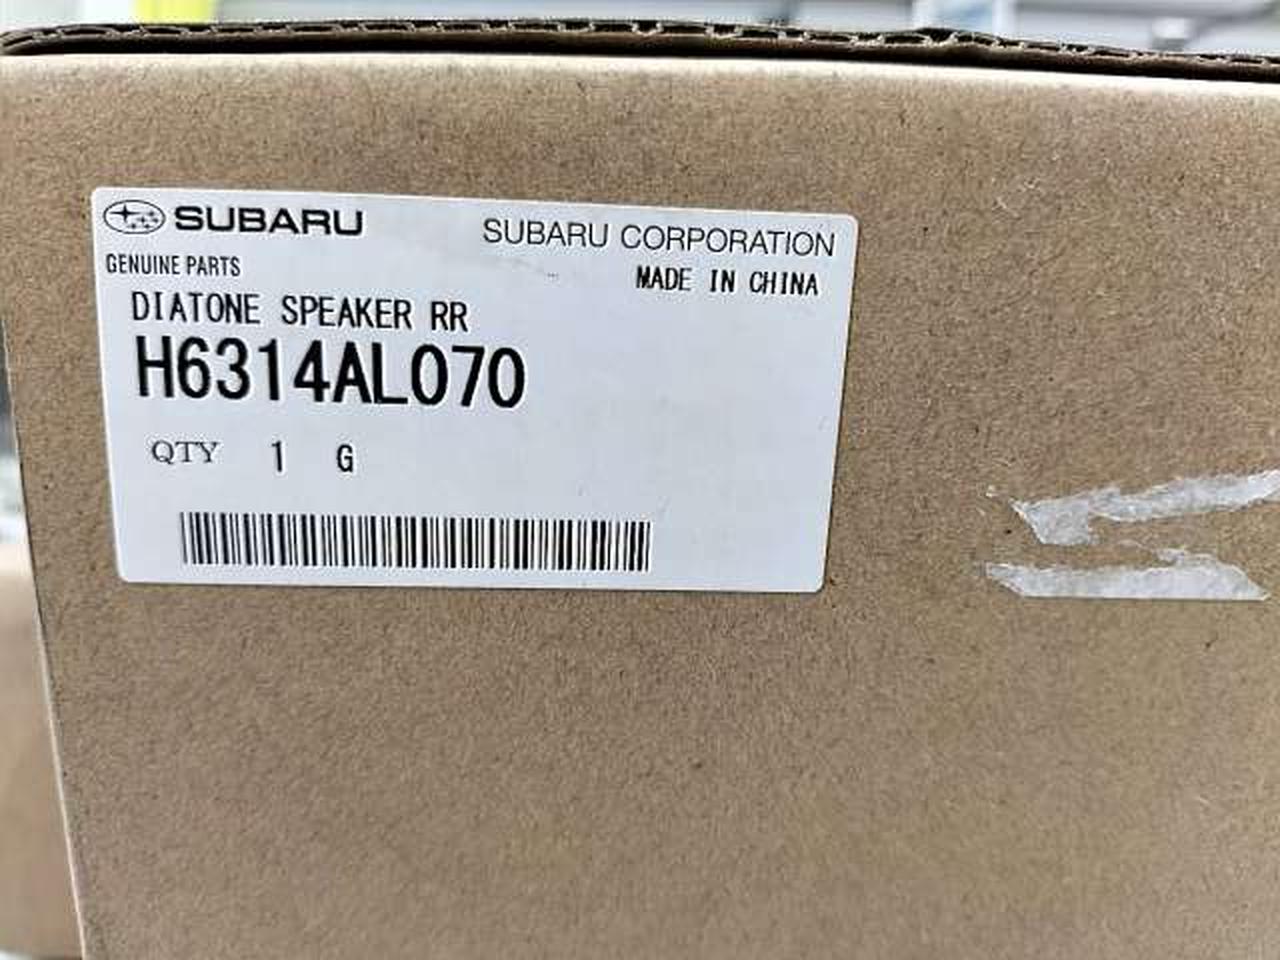 SUBARU
SUBARU CORPORATION
GENUINE PARTS
MADE IN CHINA
DIATONE SPEAKER RR
H6314AL070
QTY 1 G